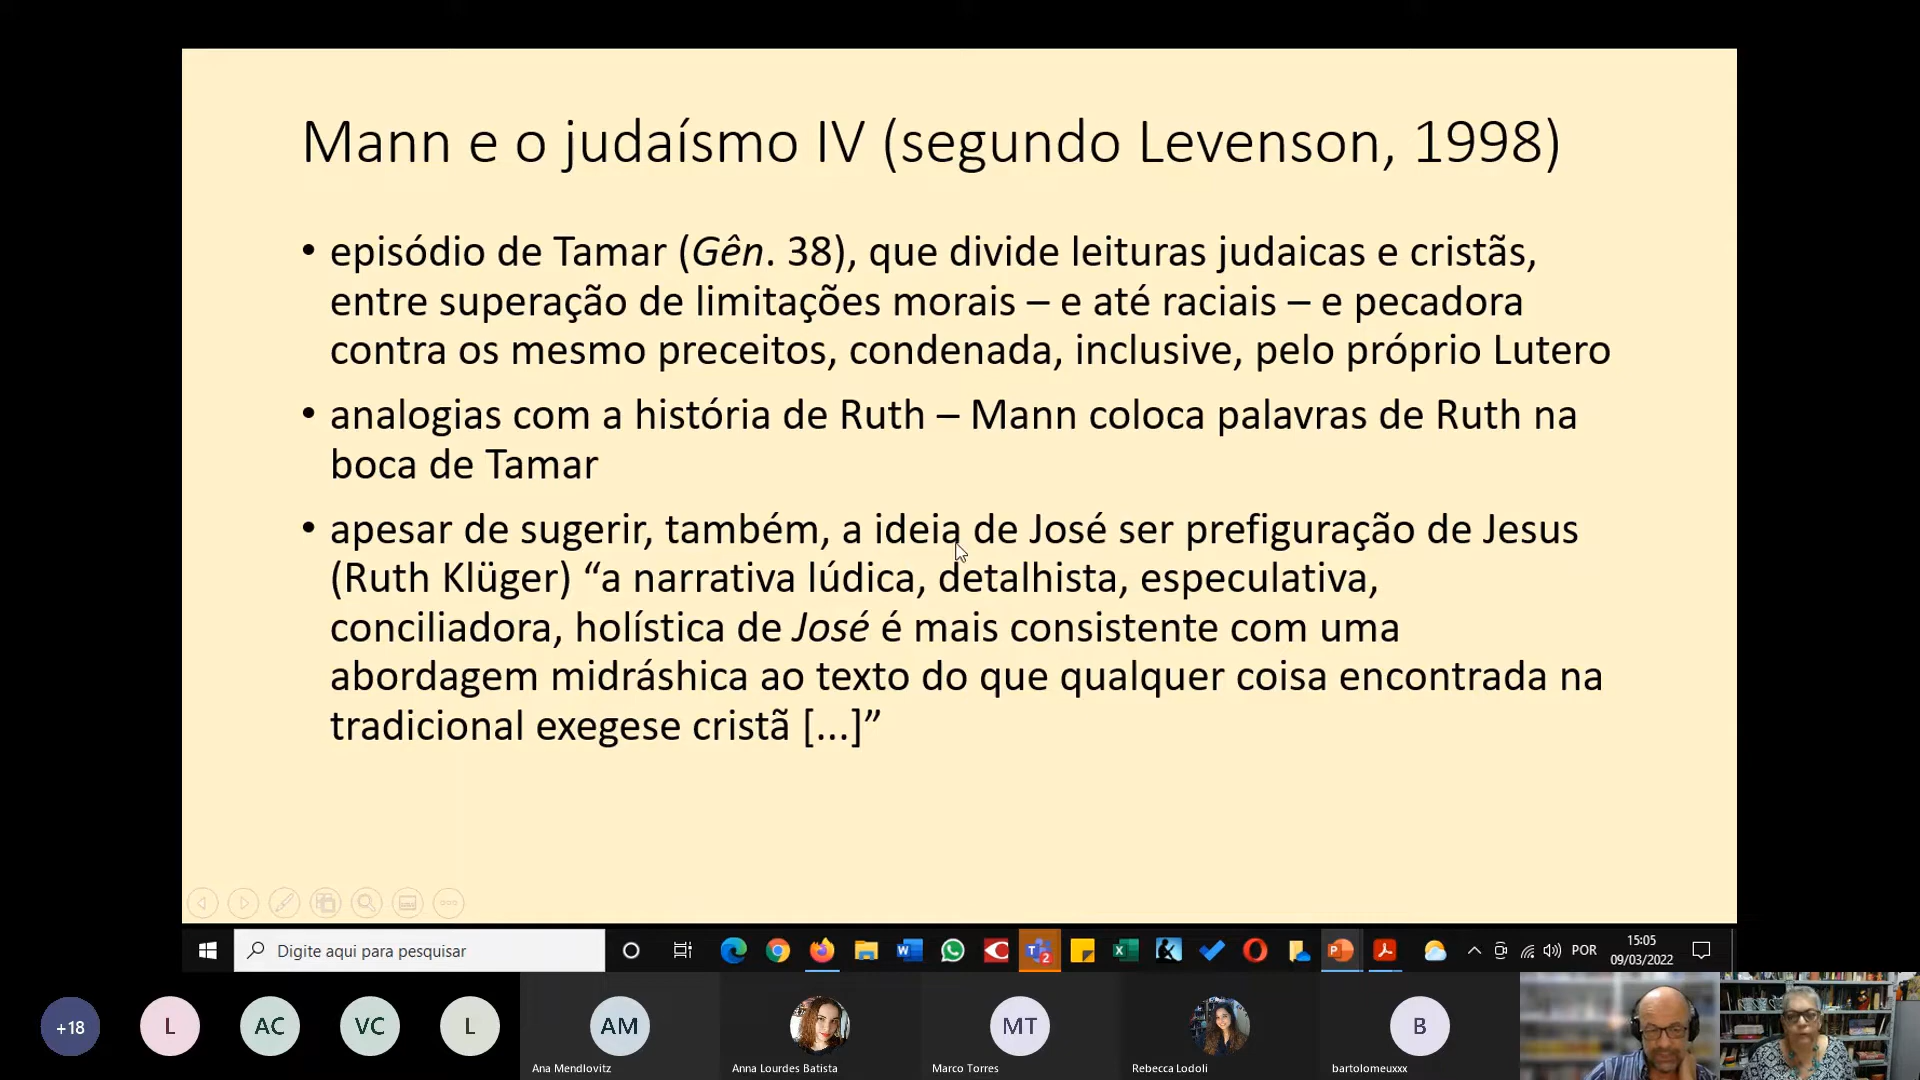 Mann e o judaísmo IV (segundo Levenson, 1998)
• episódio de Tamar (Gên. 38), que divide leituras judaicas e cristãs,
entre superação de limitações morais – e até raciais – e pecadora
contra os mesmo preceitos, condenada, inclusive, pelo próprio Lutero
• analogias com a história de Ruth – Mann coloca palavras de Ruth na
boca de Tamar
• apesar de sugerir, também, a ideia de José ser prefiguração de Jesus
(Ruth Klüger) “a narrativa lúdica, detalhista, especulativa,
conciliadora, holística de José é mais consistente com uma
abordagem midráshica ao texto do que qualquer coisa encontrada na
tradicional exegese cristã [...]”
Digite aqui para pesquisar
2
POR
15:05
09/03/2022
+18
L
AC
VC
L
AM
MT
B
Ana Mendlovitz
Anna Lourdes Batista
Marco Torres
Rebecca Lodoli
bartolomeuxxx